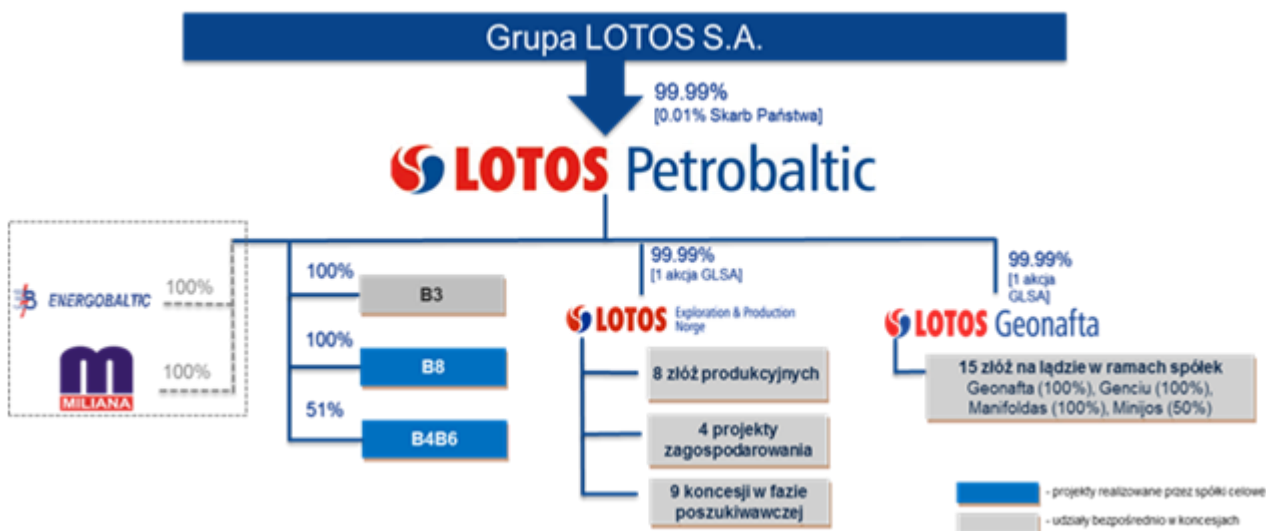 Grupa LOTOS S.A.
99.99%
[0.01% Skarb Państwa]
LOTOS Petrobaltic
ENERGOBALTIC
100%
MILIANA
100%
100%
B3
100%
B8
51%
B4B6
99.99%
[1 akcja GLSA]
LOTOS Exploration & Production
Norge
8 złóż produkcyjnych
4 projekty
zagospodarowania
9 koncesji w fazie
poszukiwawczej
99.99%
[1 akcja
GLSA]
LOTOS Geonafta
15 złóż na lądzie w ramach spółek
Geonafta (100%), Genciu (100%),
Manifoldas (100%), Minijos (50%)
- projekty realizowane przez spółki celowe
- udziały bezpośrednio w koncesjach